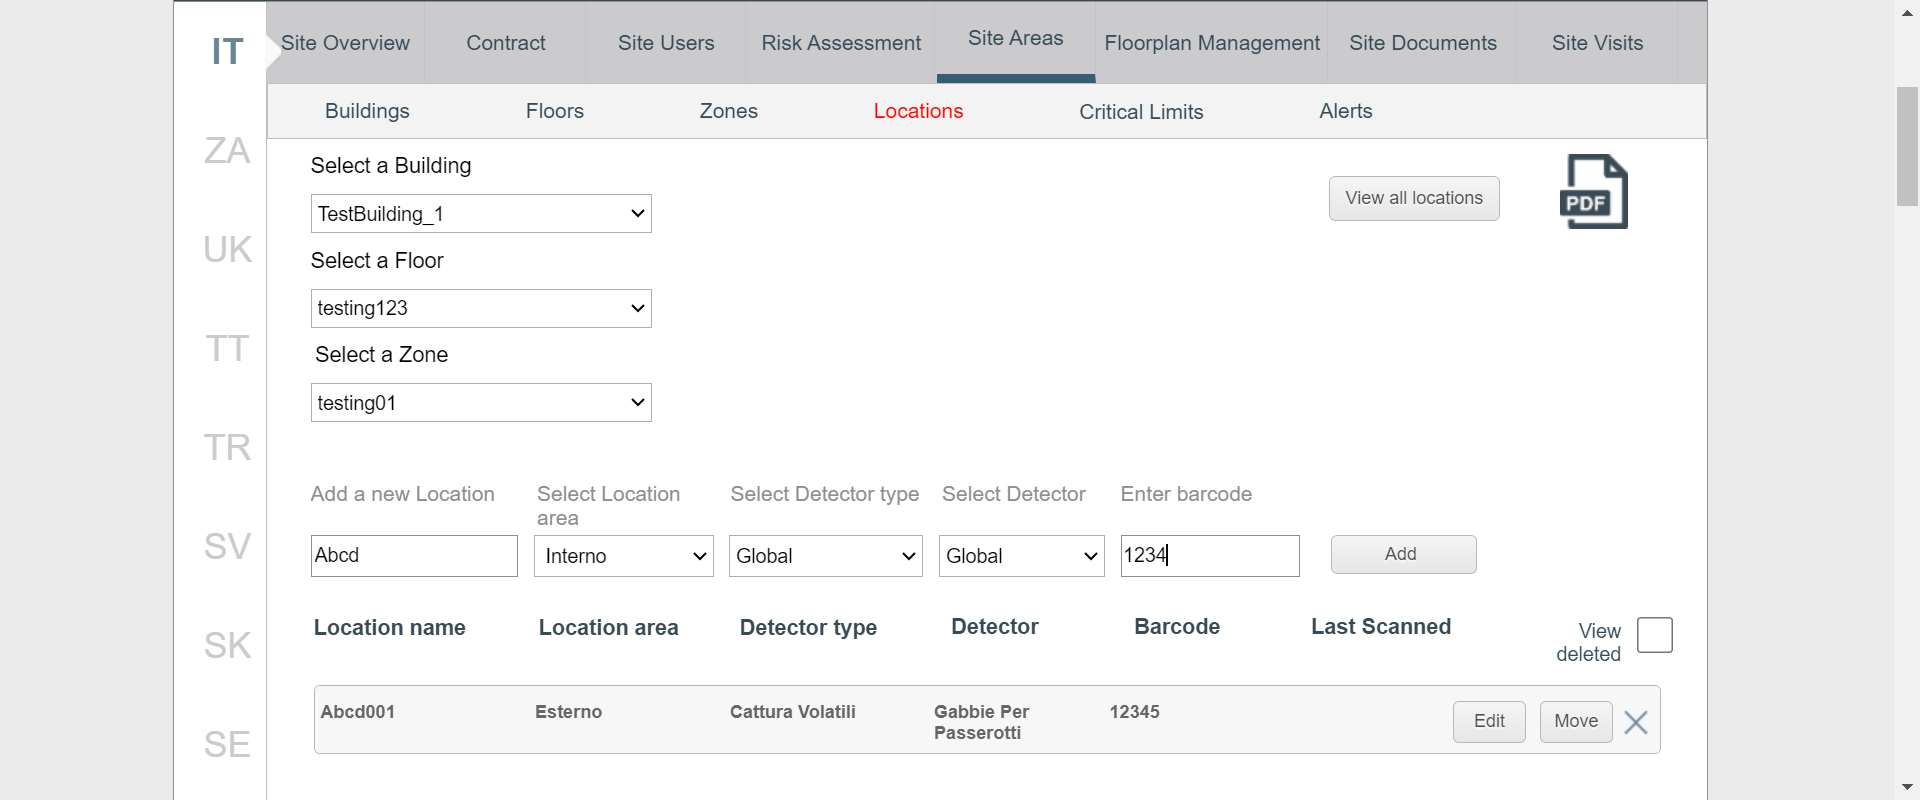 IT
Site Overview
Contract
Site Users
Risk Assessment
Site Areas
Floorplan Management
Site Documents
Site Visits
Buildings
Floors
Zones
Locations
Critical Limits
Alerts
ZA
UK
TT
TR
SV
SK
SE
Select a Building
TestBuilding_1
View all locations
PDF
Select a Floor
testing123
Select a Zone
testing01
Add a new Location
Select Location
area
Select Detector type
Select Detector
Enter barcode
Abcd
Interno
Global
Global
1234
Add
Location name
Location area
Detector type
Detector
Barcode
Last Scanned
View
deleted
Abcd001
Esterno
Cattura Volatili
Gabbie Per
Passerotti
12345
Edit
Move